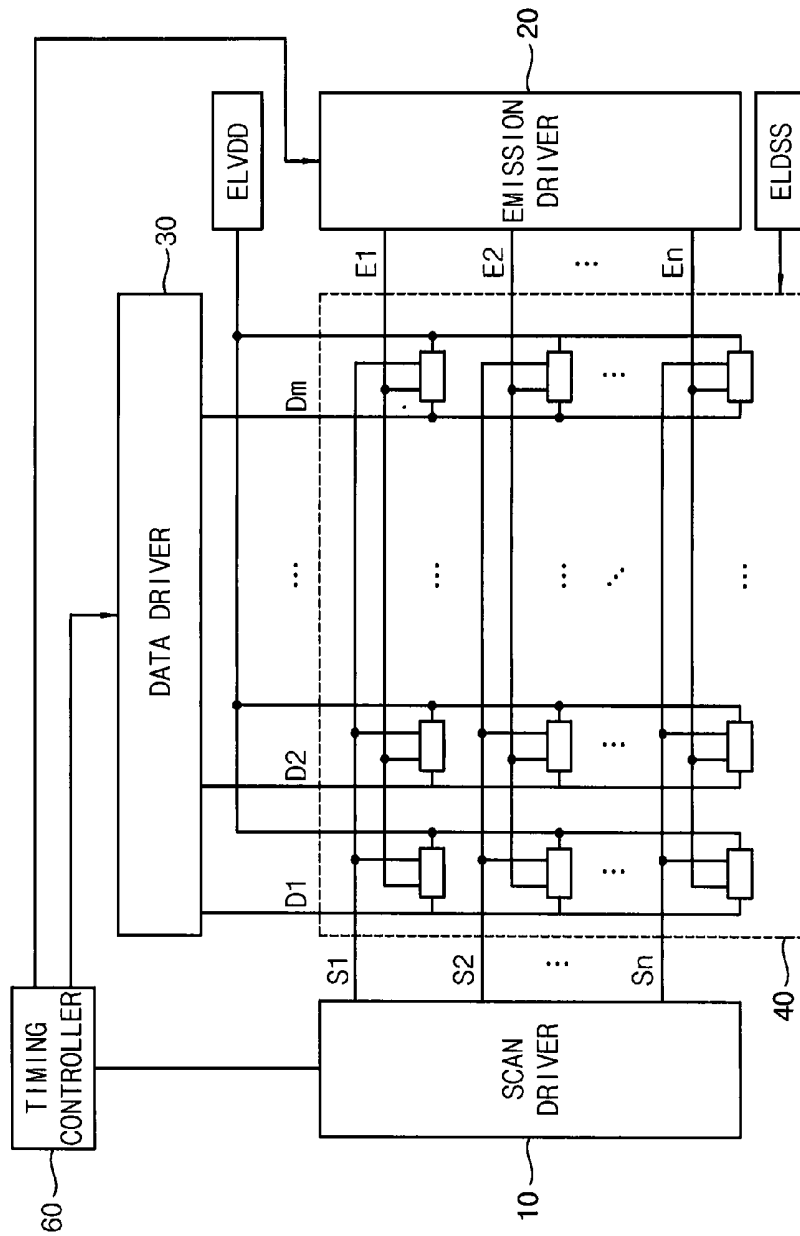 60
TIMING
CONTROLLER
30
DATA DRIVER
ELVDD
20
D1
D2
...
Dm
S1
S2
...
Sn
E1
E2
...
En
SCAN
DRIVER
10
EMISSION
DRIVER
40
ELDSS